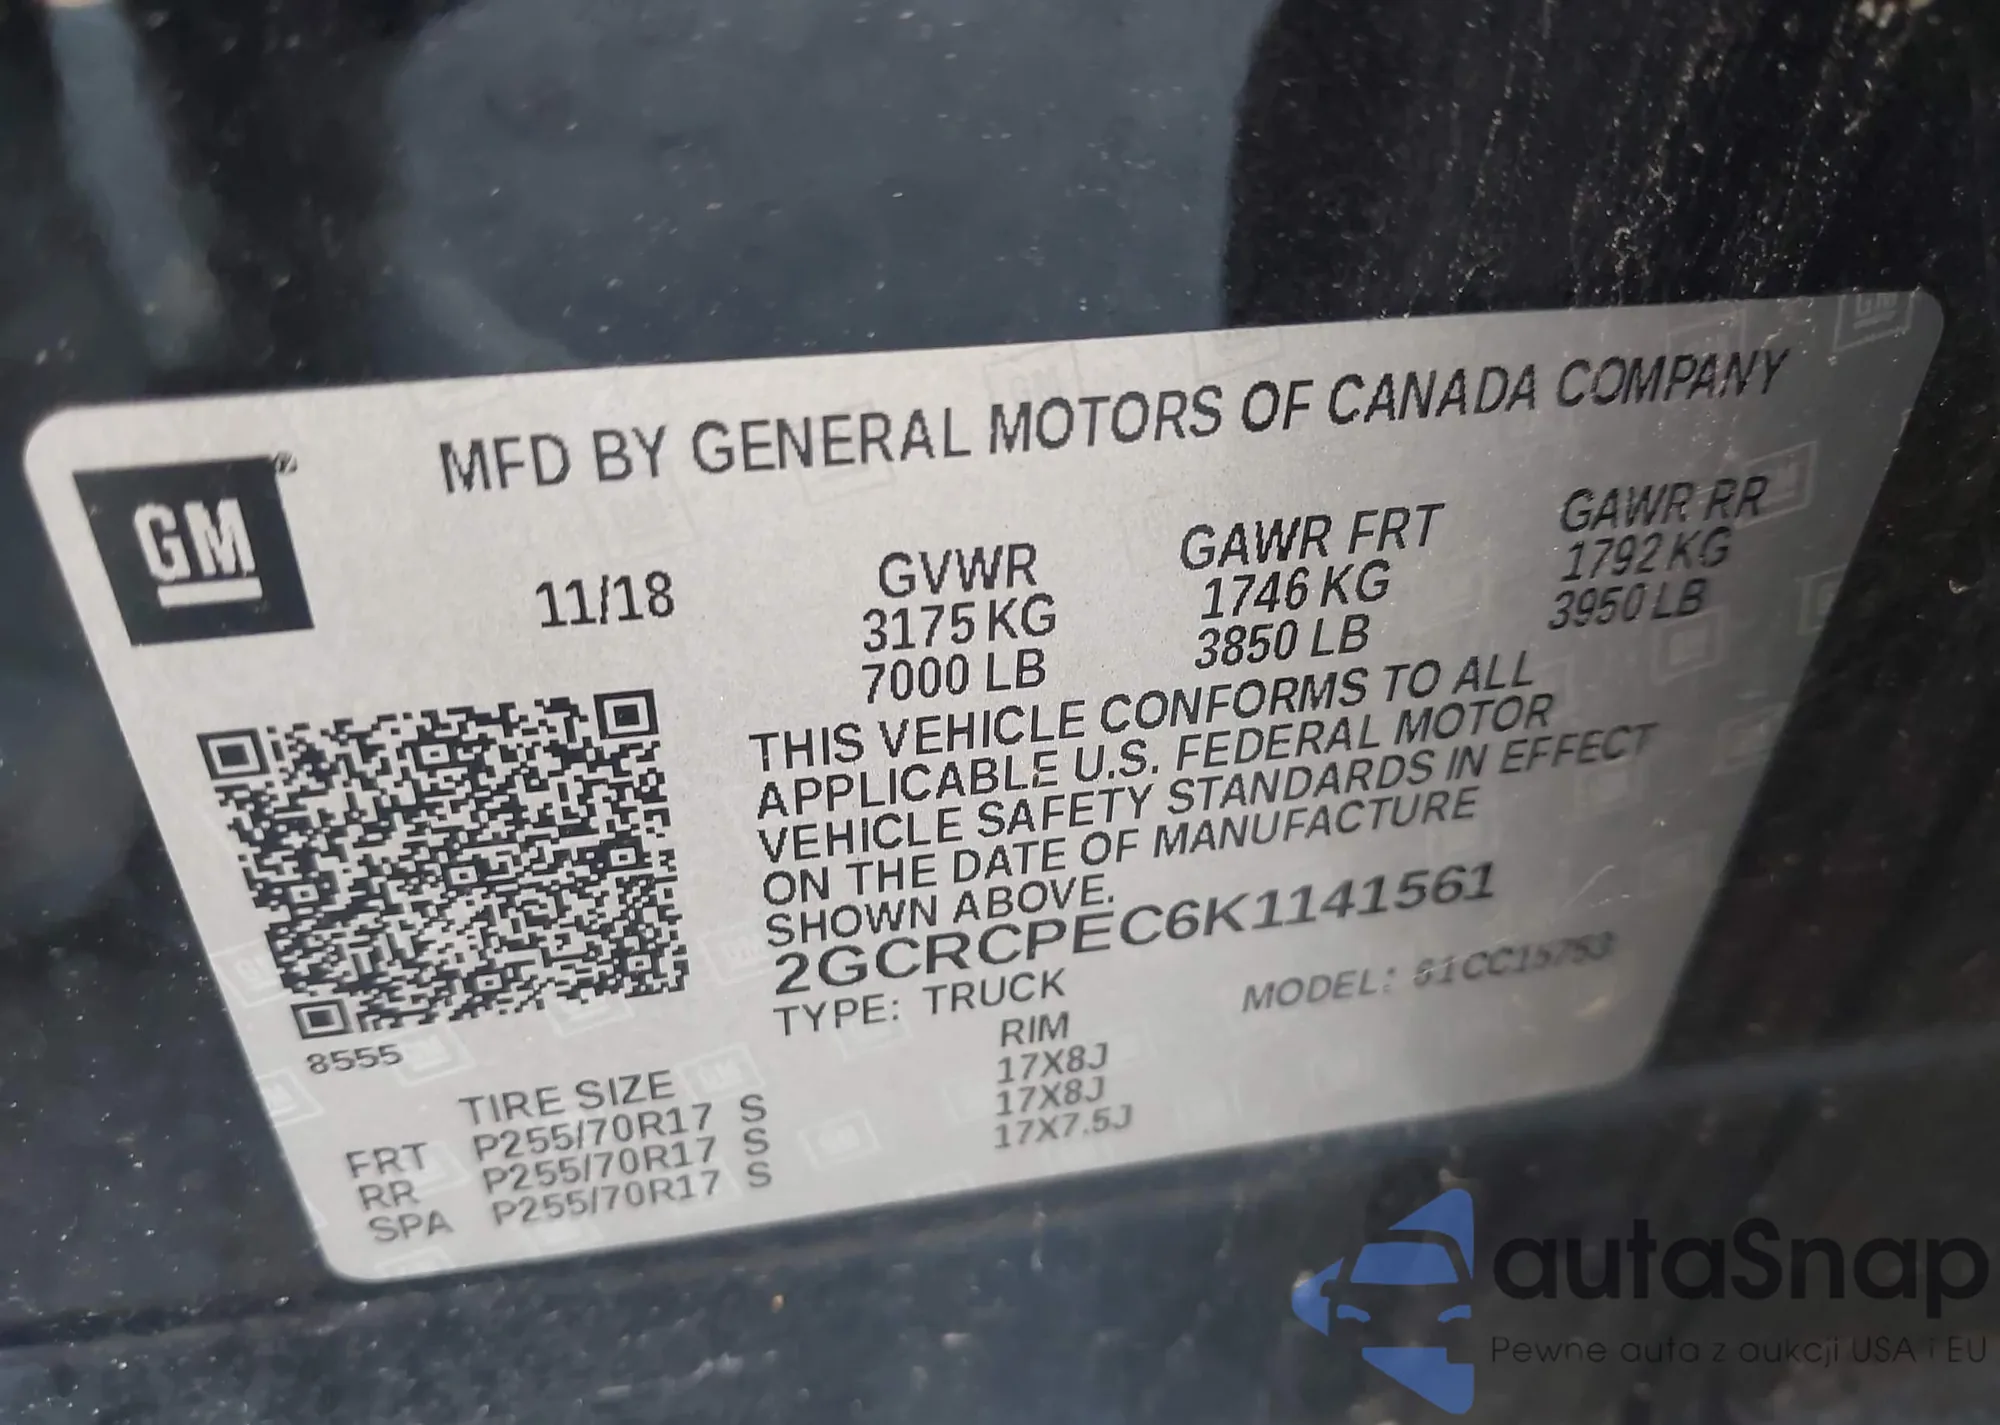 GM®
MFD BY GENERAL MOTORS OF CANADA COMPANY
11/18
GVWR
3175 KG
7000 LB
GAWR FRT
1746 KG
3850 LB
GAWR RR
1792 KG
3950 LB
THIS VEHICLE CONFORMS TO ALL
APPLICABLE U.S. FEDERAL MOTOR
VEHICLE SAFETY STANDARDS IN EFFECT
ON THE DATE OF MANUFACTURE
SHOWN ABOVE.
2GCRCPEC6K1141561
TYPE: TRUCK
MODEL:
8555
TIRE SIZE RIM
FRT P255/70R17 S 17X8J
RR P255/70R17 S 17X8J
SPA P255/70R17 S 17X7.5J
autaSnap
Pewne auta z aukcji USA i EU